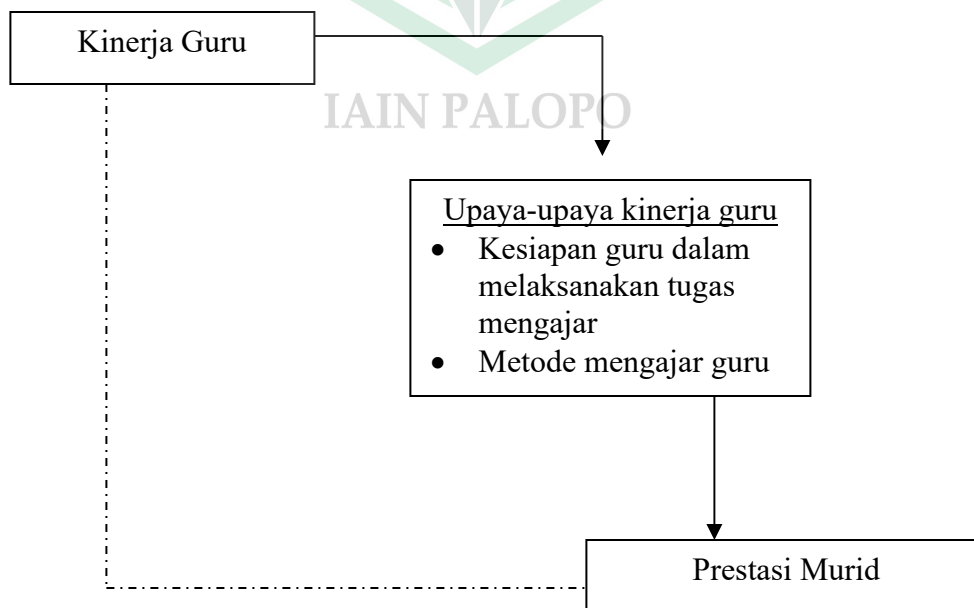 Kinerja Guru
IAIN PALOPO
Upaya-upaya kinerja guru
• Kesiapan guru dalam
melaksanakan tugas
mengajar
• Metode mengajar guru
Prestasi Murid